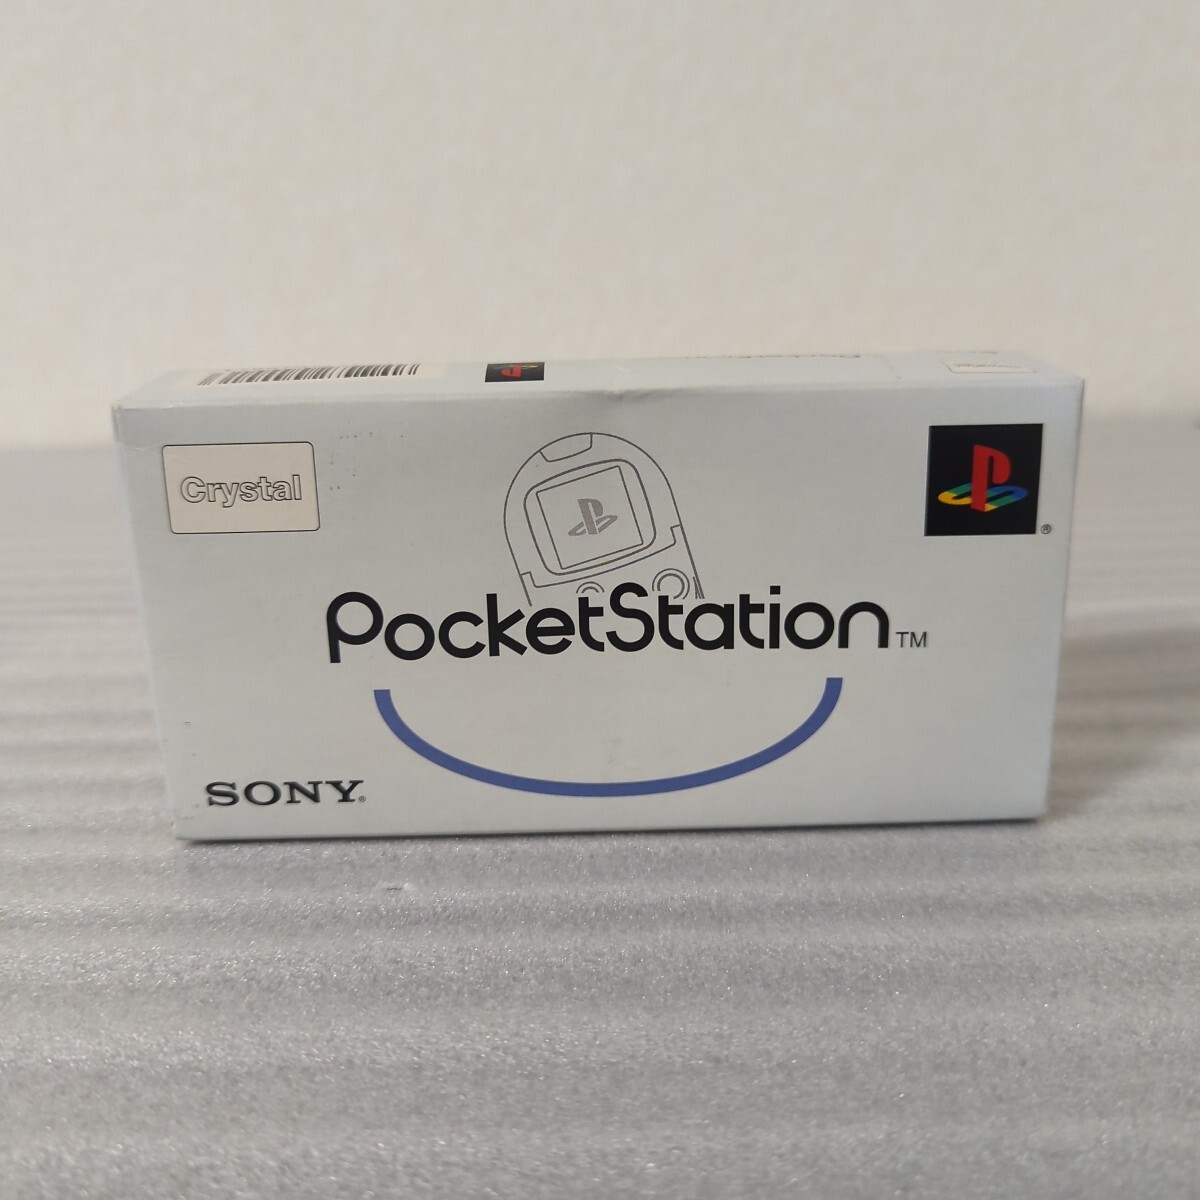 Crystal
PocketStation™
®
SONY®